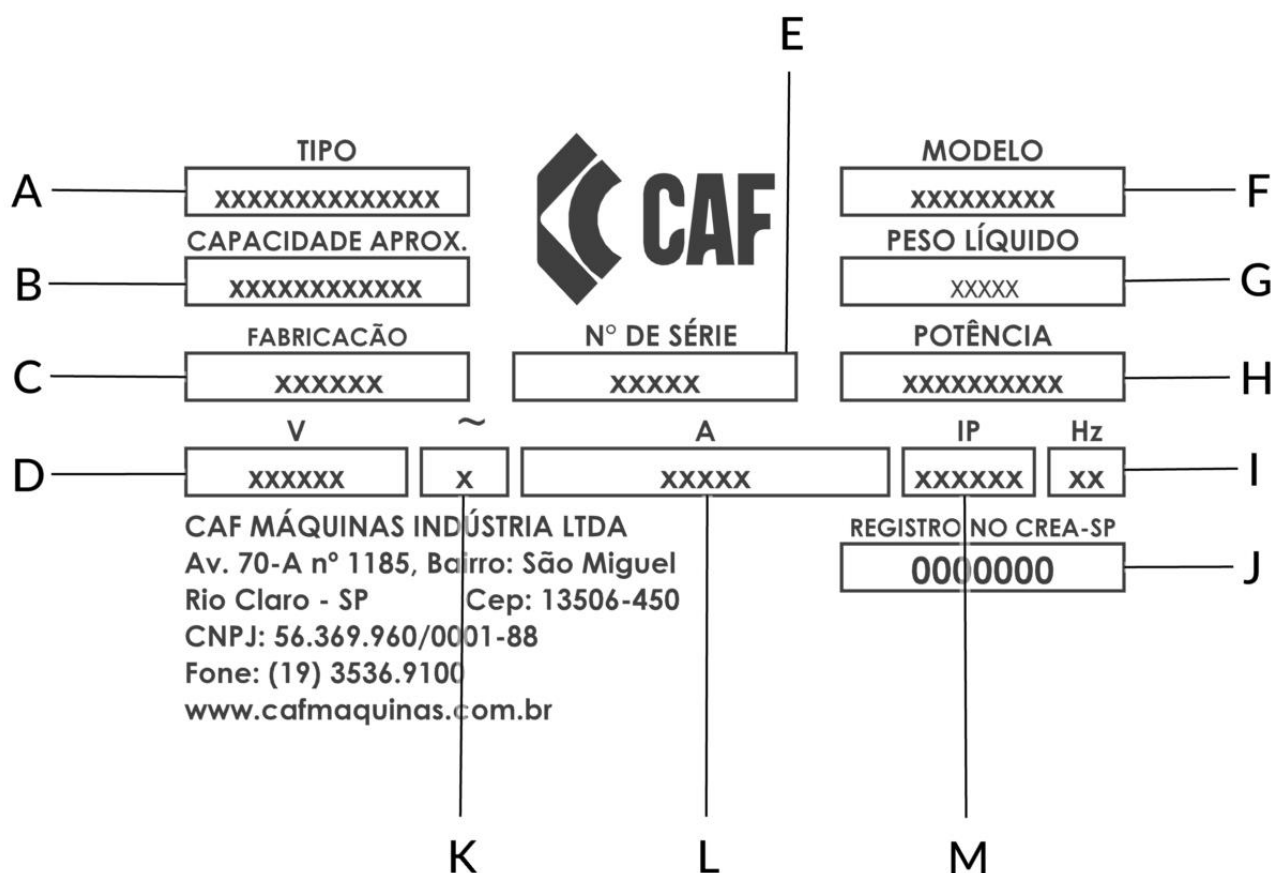 E
TIPO
CAF
MODELO
A
xxxxxxxxxxxxxx
xxxxxxxxx
F
CAPACIDADE APROX.
PESO LÍQUIDO
B
xxxxxxxxxxxx
xxxxx
G
FABRICACÃO
N° DE SÉRIE
POTÊNCIA
C
xxxxxx
xxxxx
xxxxxxxxxx
H
V
~
A
IP
Hz
D
xxxxxx
x
xxxxx
xxxxxx
xx
I
CAF MÁQUINAS INDÚSTRIA LTDA
Av. 70-A nº 1185, Bairro: São Miguel
Rio Claro - SP Cep: 13506-450
CNPJ: 56.369.960/0001-88
Fone: (19) 3536.9100
www.cafmaquinas.com.br
REGISTRO NO CREA-SP
0000000
J
K
L
M